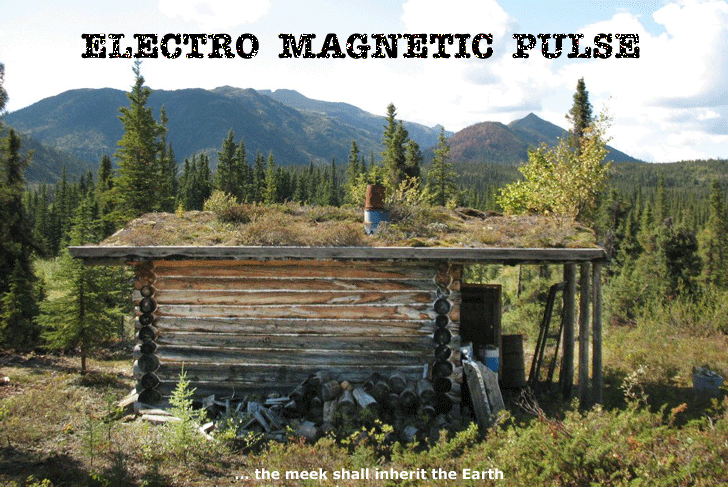 ELECTRO MAGNETIC PULSE
... the meek shall inherit the Earth